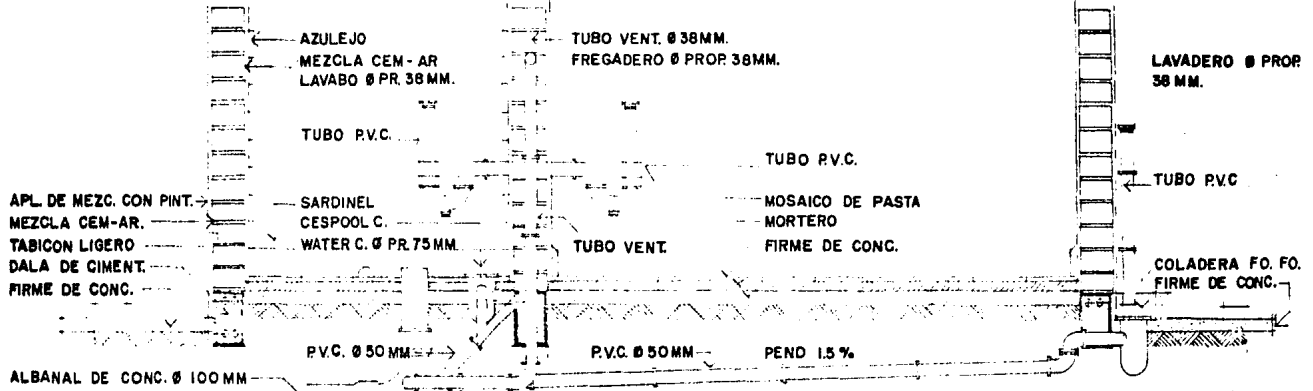 AZULEJO
MEZCLA CEM-AR
LAVABO Ø PR. 38 MM.
TUBO P.V.C.
APL. DE MEZC. CON PINT.
MEZCLA CEM-AR.
TABICON LIGERO
DALA DE CIMENT.
FIRME DE CONC.
SARDINEL
CESPOOL C.
WATER C. Ø PR. 75 MM.
TUBO VENT. Ø 38MM.
FREGADERO Ø PROP. 38MM.
TUBO P.V.C.
MOSAICO DE PASTA
MORTERO
FIRME DE CONC.
TUBO VENT.
LAVADERO Ø PROP.
38 MM.
TUBO P.V.C
COLADERA FO. FO.
FIRME DE CONC.
P.V.C. Ø 50 MM
P.V.C. Ø 50 MM
PEND 1.5 %
ALBANAL DE CONC. Ø 100 MM